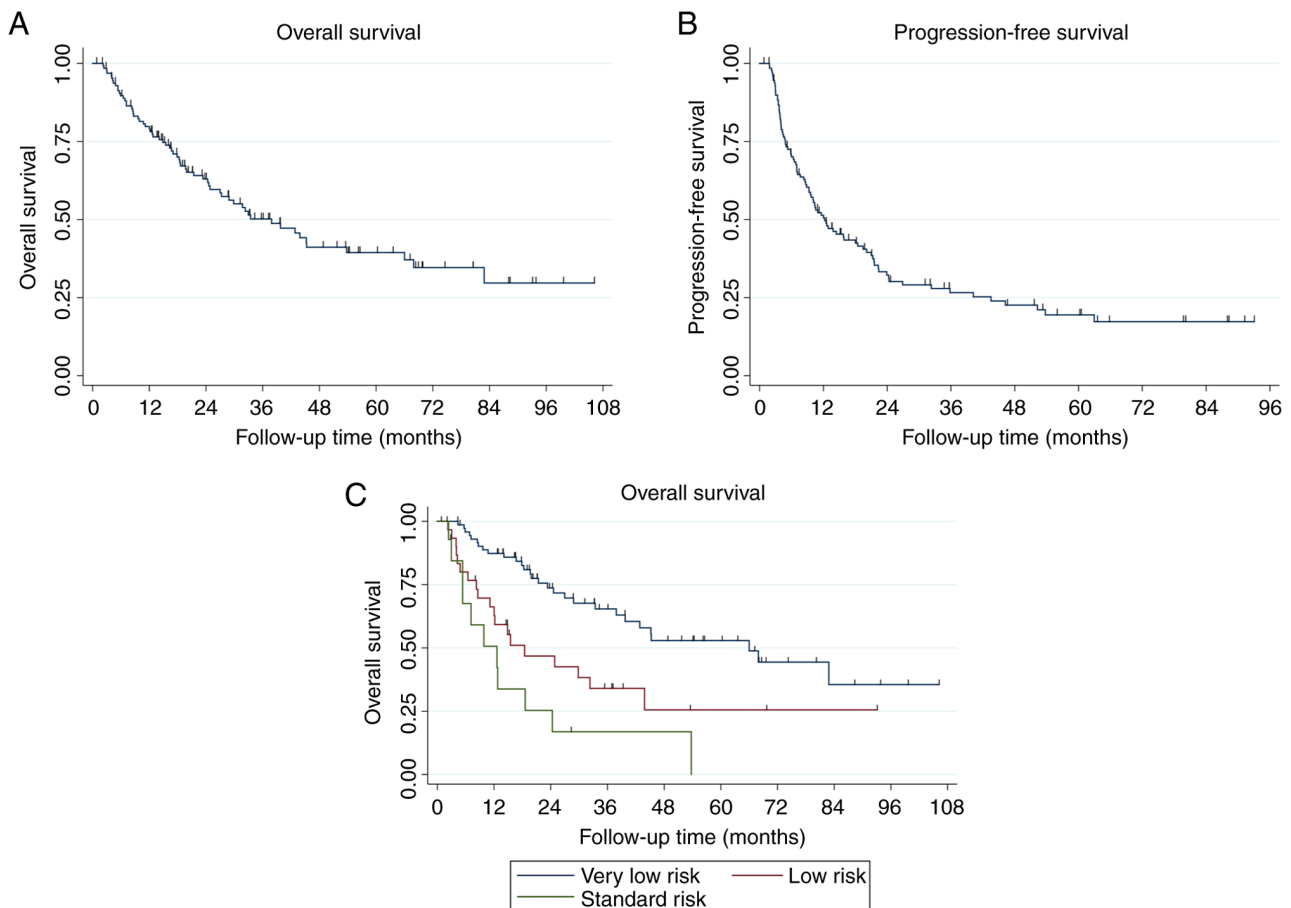 A
Overall survival
Overall survival
1.00
0.75
0.50
0.25
0.00
0 12 24 36 48 60 72 84 96 108
Follow-up time (months)
B
Progression-free survival
Progression-free survival
1.00
0.75
0.50
0.25
0.00
0 12 24 36 48 60 72 84 96
Follow-up time (months)
C
Overall survival
Overall survival
1.00
0.75
0.50
0.25
0.00
0 12 24 36 48 60 72 84 96 108
Follow-up time (months)
Very low risk Low risk
Standard risk